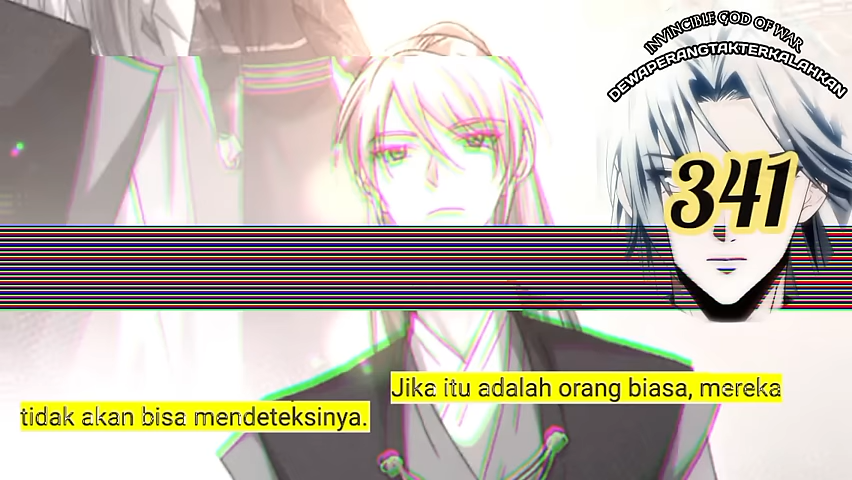 INVINCIBLE GOD OF WAR
DEWAPERANGTAKTERKALAHKAN
341
Jika itu adalah orang biasa, mereka
tidak akan bisa mendeteksinya.